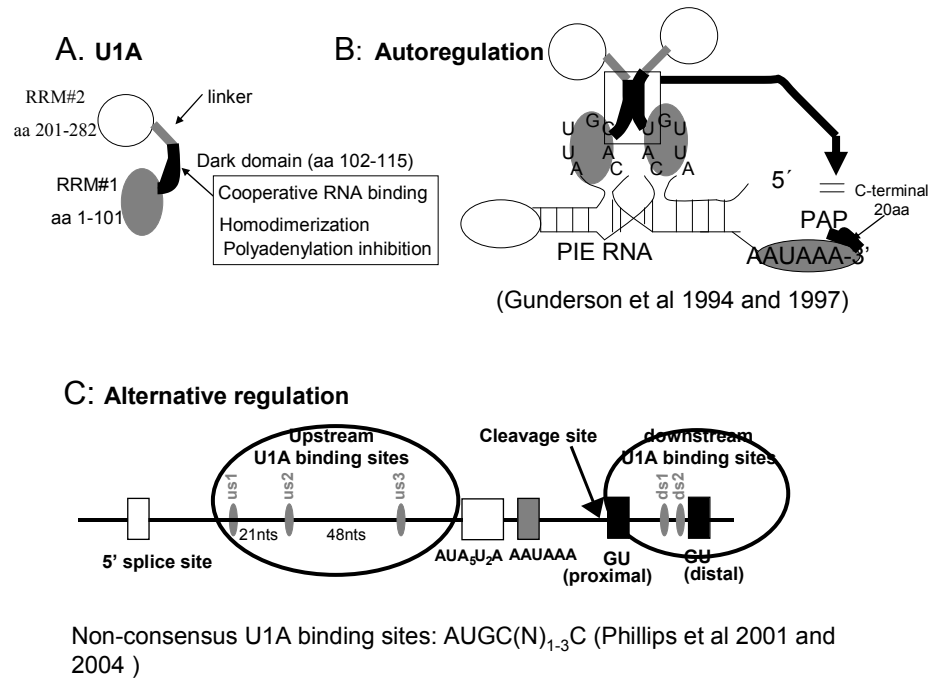 A. U1A
RRM#2
aa 201-282
linker
Dark domain (aa 102-115)
RRM#1
aa 1-101
Cooperative RNA binding
Homodimerization
Polyadenylation inhibition
B: Autoregulation
U G C
U
U A
A C
U G U
U
A A
C A
PIE RNA
5´
C-terminal
20aa
PAP
AAUAAA-3'
(Gunderson et al 1994 and 1997)
C: Alternative regulation
Upstream
U1A binding sites
us1
us2
us3
21nts
48nts
Cleavage site
downstream
U1A binding sites
ds1
ds2
5' splice site
AUA₅U₂A
AAUAAA
GU
(proximal)
GU
(distal)
Non-consensus U1A binding sites: AUGC(N)₁₋₃C (Phillips et al 2001 and
2004 )